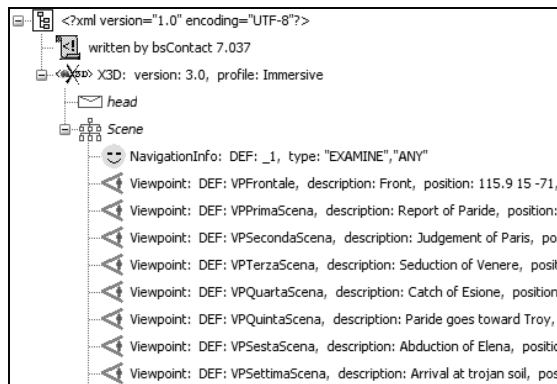 <?xml version="1.0" encoding="UTF-8"?>
written by bsContact 7.037
X3D: version: 3.0, profile: Immersive
head
Scene
NavigationInfo: DEF: _1, type: "EXAMINE","ANY"
Viewpoint: DEF: VPFrontale, description: Front, position: 115.9 15 -71,
Viewpoint: DEF: VPPrimaScena, description: Report of Paride, position:
Viewpoint: DEF: VPSecondaScena, description: Judgement of Paris, po
Viewpoint: DEF: VPTerzaScena, description: Seduction of Venere, posit
Viewpoint: DEF: VPQuartaScena, description: Catch of Esione, position
Viewpoint: DEF: VPQuintaScena, description: Paride goes toward Troy,
Viewpoint: DEF: VPSestaScena, description: Abduction of Elena, positio
Viewpoint: DEF: VPSettimaScena, description: Arrival at trojan soil, pos